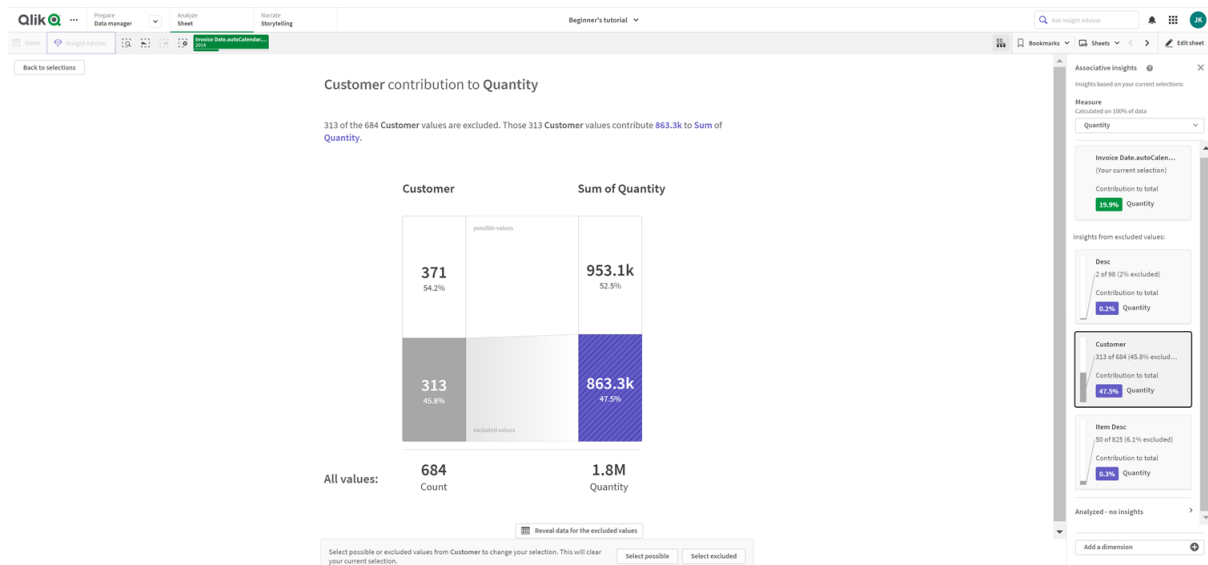 Qlik
Prepare
Data manager
Analyze
Sheet
Narrate
Storytelling
Beginner's tutorial
Ask Insight Advisor
JK
Notes
Insight Advisor
Invoice Date.autoCalendar....
2014
Bookmarks
Sheets
Edit sheet
Back to selections
Customer contribution to Quantity
313 of the 684 Customer values are excluded. Those 313 Customer values contribute 863.3k to Sum of
Quantity.
Customer
Sum of Quantity
possible values
371
54.2%
953.1k
52.5%
313
45.8%
863.3k
47.5%
excluded values
All values:
684
Count
1.8M
Quantity
Reveal data for the excluded values
Select possible or excluded values from Customer to change your selection. This will clear
your current selection.
Select possible
Select excluded
Associative insights
Insights based on your current selections:
Measure
Calculated on 100% of data
Quantity
Invoice Date.autoCalen...
(Your current selection)
Contribution to total
19.9% Quantity
Insights from excluded values:
Desc
2 of 98 (2% excluded)
Contribution to total
0.2% Quantity
Customer
313 of 684 (45.8% exclud...
Contribution to total
47.5% Quantity
Item Desc
50 of 825 (6.1% excluded)
Contribution to total
0.3% Quantity
Analyzed - no insights
Add a dimension